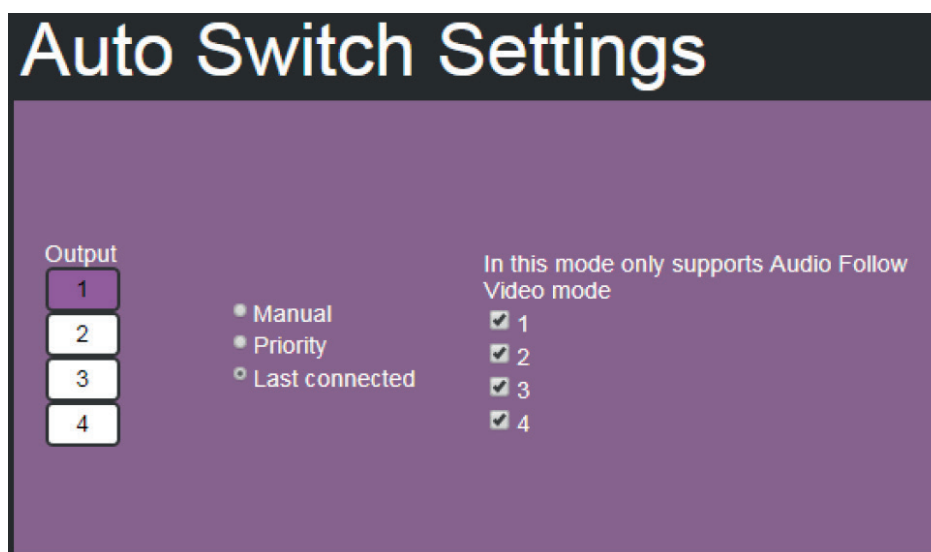 Auto Switch Settings
Output
1
2
3
4
Manual
Priority
Last connected
In this mode only supports Audio Follow
Video mode
1
2
3
4